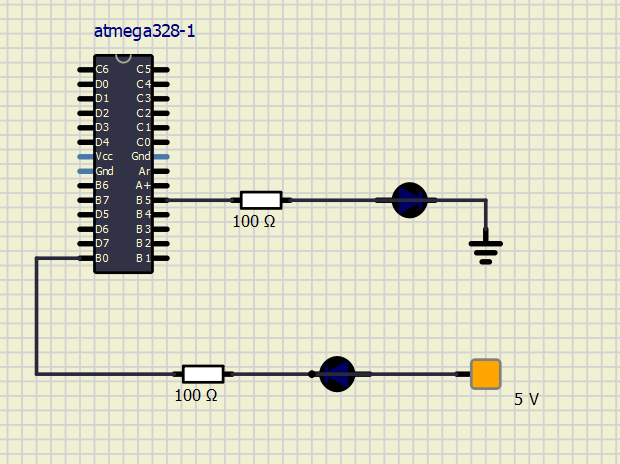 atmega328-1
C6 C5
D0 C4
D1 C3
D2 C2
D3 C1
D4 C0
Vcc Gnd
Gnd Ar
B6 A+
B7 B5
D5 B4
D6 B3
D7 B2
B0 B1
100 Ω
100 Ω
5 V